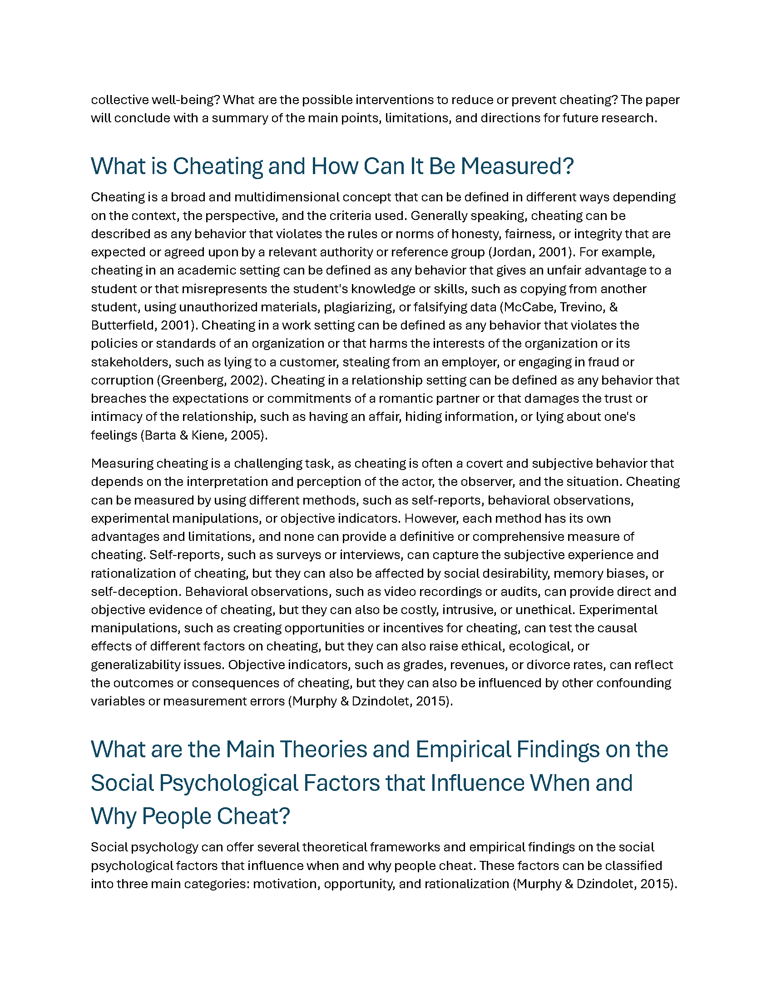 collective well-being? What are the possible interventions to reduce or prevent cheating? The paper
will conclude with a summary of the main points, limitations, and directions for future research.
What is Cheating and How Can It Be Measured?
Cheating is a broad and multidimensional concept that can be defined in different ways depending
on the context, the perspective, and the criteria used. Generally speaking, cheating can be
described as any behavior that violates the rules or norms of honesty, fairness, or integrity that are
expected or agreed upon by a relevant authority or reference group (Jordan, 2001). For example,
cheating in an academic setting can be defined as any behavior that gives an unfair advantage to a
student or that misrepresents the student's knowledge or skills, such as copying from another
student, using unauthorized materials, plagiarizing, or falsifying data (McCabe, Trevino, &
Butterfield, 2001). Cheating in a work setting can be defined as any behavior that violates the
policies or standards of an organization or that harms the interests of the organization or its
stakeholders, such as lying to a customer, stealing from an employer, or engaging in fraud or
corruption (Greenberg, 2002). Cheating in a relationship setting can be defined as any behavior that
breaches the expectations or commitments of a romantic partner or that damages the trust or
intimacy of the relationship, such as having an affair, hiding information, or lying about one's
feelings (Barta & Kiene, 2005).
Measuring cheating is a challenging task, as cheating is often a covert and subjective behavior that
depends on the interpretation and perception of the actor, the observer, and the situation. Cheating
can be measured by using different methods, such as self-reports, behavioral observations,
experimental manipulations, or objective indicators. However, each method has its own
advantages and limitations, and none can provide a definitive or comprehensive measure of
cheating. Self-reports, such as surveys or interviews, can capture the subjective experience and
rationalization of cheating, but they can also be affected by social desirability, memory biases, or
self-deception. Behavioral observations, such as video recordings or audits, can provide direct and
objective evidence of cheating, but they can also be costly, intrusive, or unethical. Experimental
manipulations, such as creating opportunities or incentives for cheating, can test the causal
effects of different factors on cheating, but they can also raise ethical, ecological, or
generalizability issues. Objective indicators, such as grades, revenues, or divorce rates, can reflect
the outcomes or consequences of cheating, but they can also be influenced by other confounding
variables or measurement errors (Murphy & Dzindolet, 2015).
What are the Main Theories and Empirical Findings on the
Social Psychological Factors that Influence When and
Why People Cheat?
Social psychology can offer several theoretical frameworks and empirical findings on the social
psychological factors that influence when and why people cheat. These factors can be classified
into three main categories: motivation, opportunity, and rationalization (Murphy & Dzindolet, 2015).